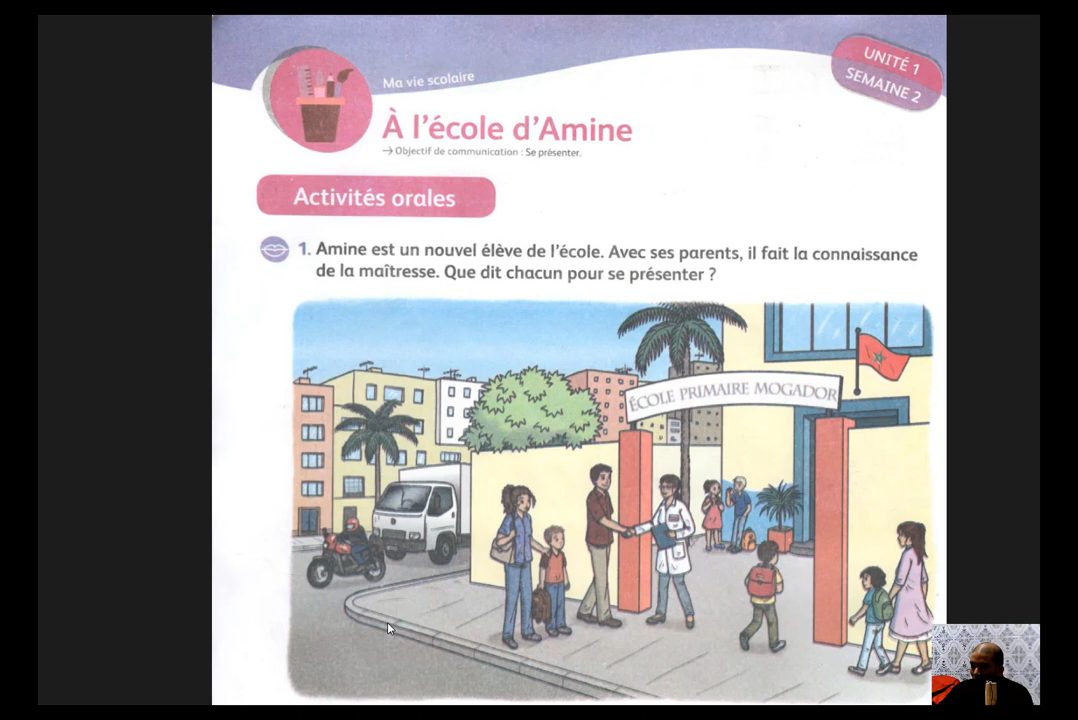 Ma vie scolaire
UNITÉ 1
SEMAINE 2
À l'école d'Amine
→ Objectif de communication : Se présenter.
Activités orales
1. Amine est un nouvel élève de l'école. Avec ses parents, il fait la connaissance
de la maîtresse. Que dit chacun pour se présenter ?
ÉCOLE PRIMAIRE MOGADOR